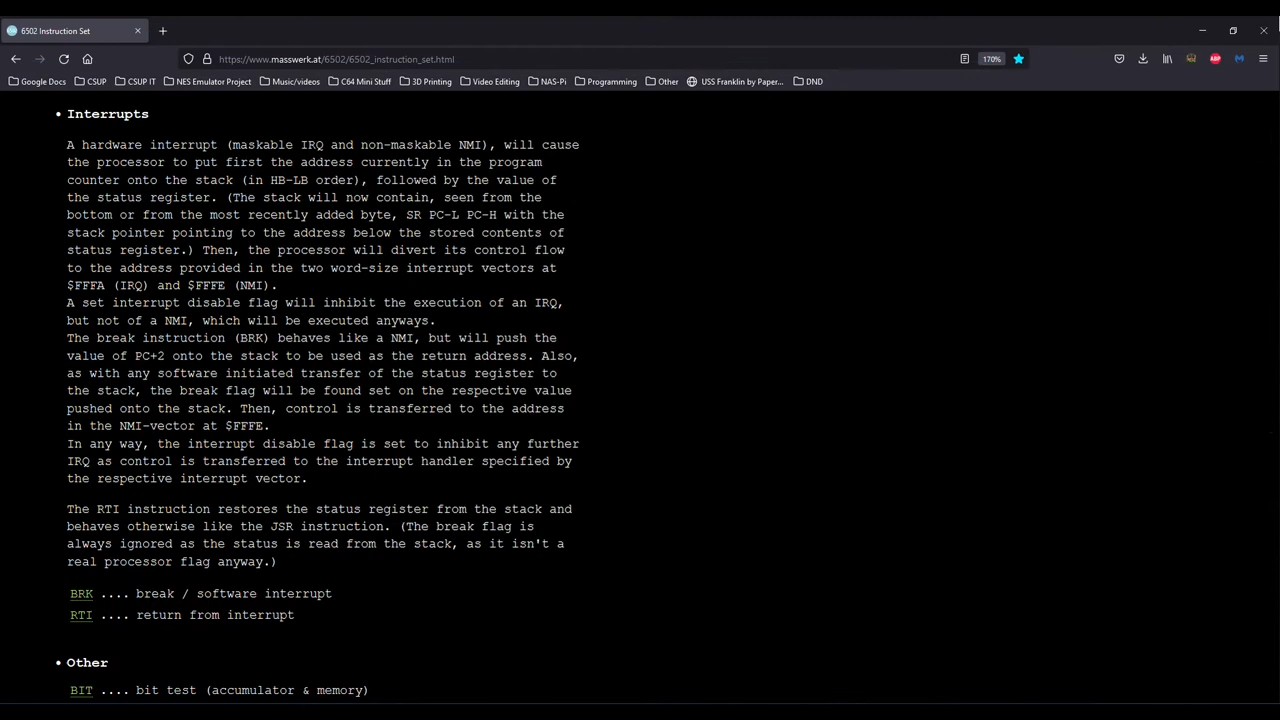 6502 Instruction Set
https://www.masswerk.at/6502/6502_instruction_set.html
170%
Google Docs
CSUP
CSUP IT
NES Emulator Project
Music/videos
C64 Mini Stuff
3D Printing
Video Editing
NAS-Pi
Programming
Other
USS Franklin by Paper...
DND
ABP
• Interrupts
A hardware interrupt (maskable IRQ and non-maskable NMI), will cause
the processor to put first the address currently in the program
counter onto the stack (in HB-LB order), followed by the value of
the status register. (The stack will now contain, seen from the
bottom or from the most recently added byte, SR PC-L PC-H with the
stack pointer pointing to the address below the stored contents of
status register.) Then, the processor will divert its control flow
to the address provided in the two word-size interrupt vectors at
$FFFA (IRQ) and $FFFE (NMI).
A set interrupt disable flag will inhibit the execution of an IRQ,
but not of a NMI, which will be executed anyways.
The break instruction (BRK) behaves like a NMI, but will push the
value of PC+2 onto the stack to be used as the return address. Also,
as with any software initiated transfer of the status register to
the stack, the break flag will be found set on the respective value
pushed onto the stack. Then, control is transferred to the address
in the NMI-vector at $FFFE.
In any way, the interrupt disable flag is set to inhibit any further
IRQ as control is transferred to the interrupt handler specified by
the respective interrupt vector.
The RTI instruction restores the status register from the stack and
behaves otherwise like the JSR instruction. (The break flag is
always ignored as the status is read from the stack, as it isn't a
real processor flag anyway.)
BRK .... break / software interrupt
RTI .... return from interrupt
• Other
BIT .... bit test (accumulator & memory)